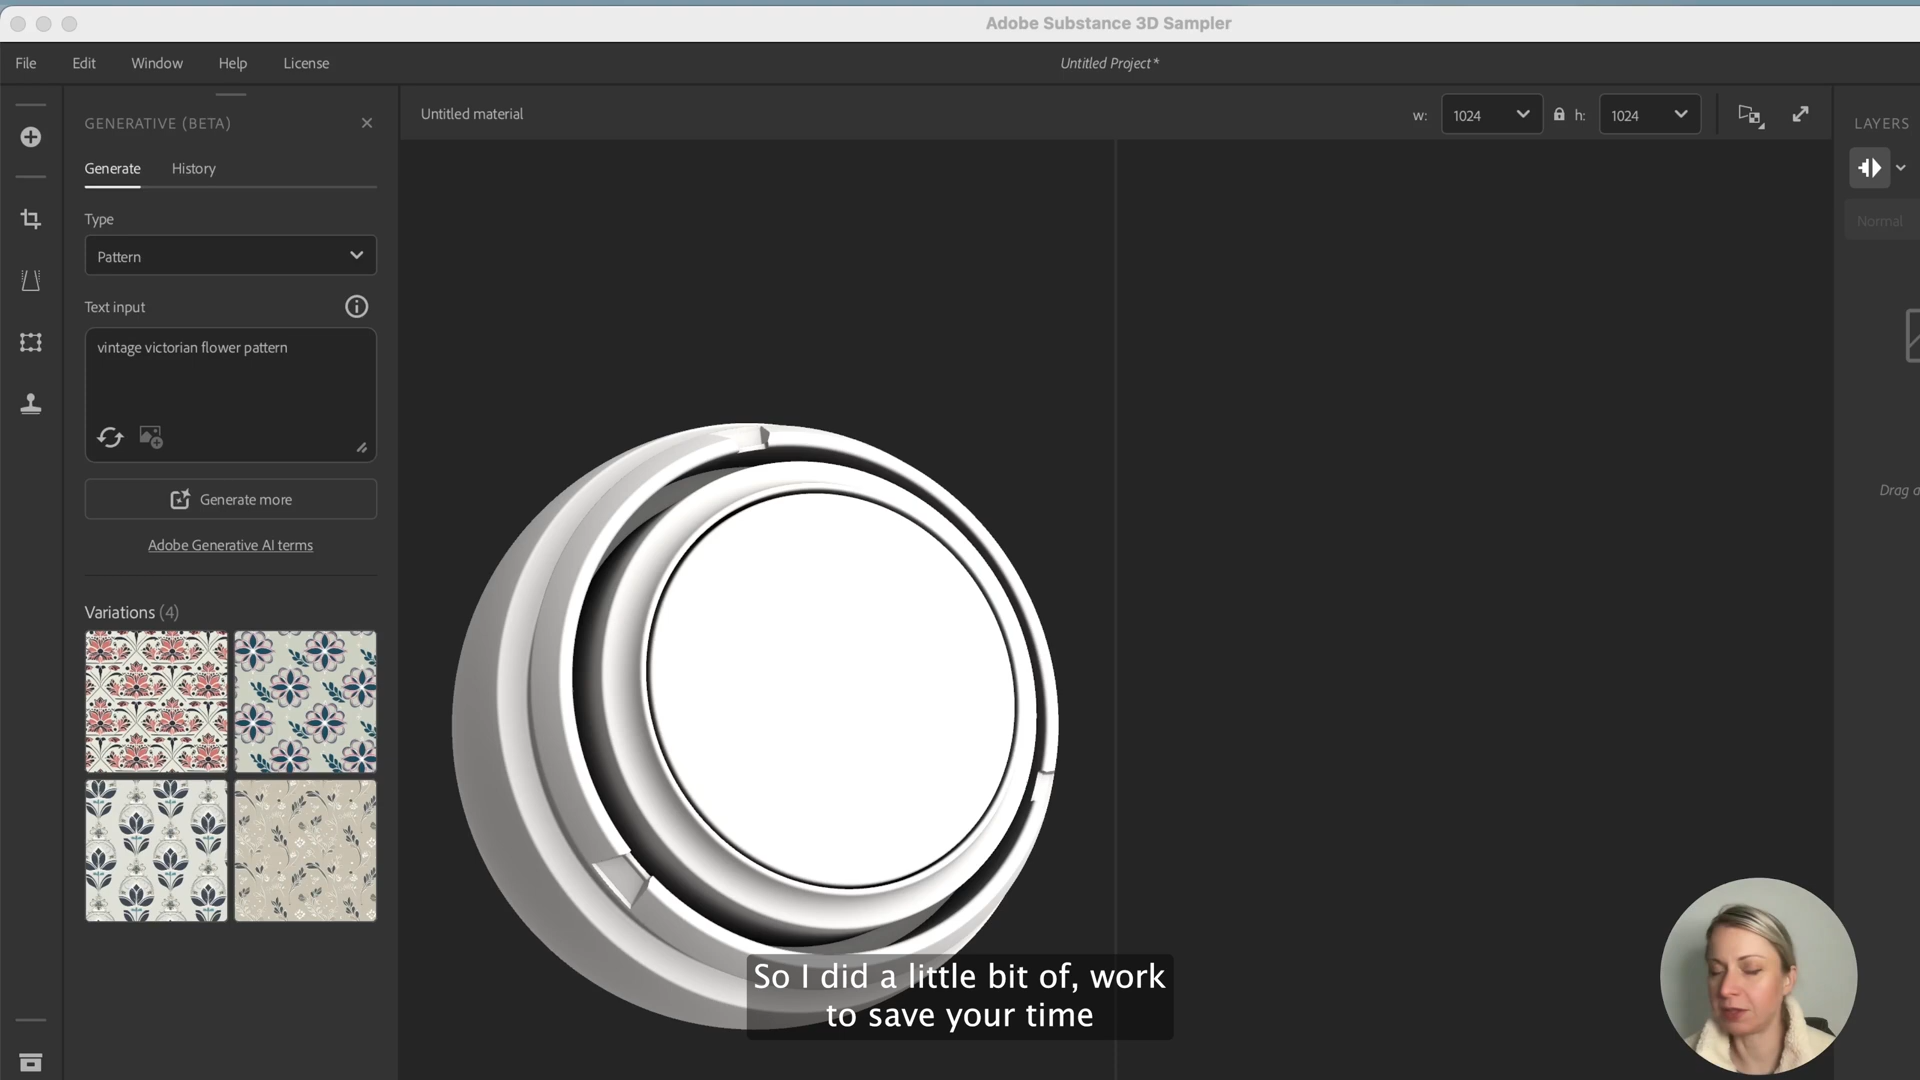 Adobe Substance 3D Sampler
File Edit Window Help License
Untitled Project*
GENERATIVE (BETA)
Generate History
Type
Pattern
Text input
vintage victorian flower pattern
Generate more
Adobe Generative AI terms
Variations (4)
Untitled material
w: 1024 h: 1024
LAYERS
Normal
Drag
So I did a little bit of, work
to save your time